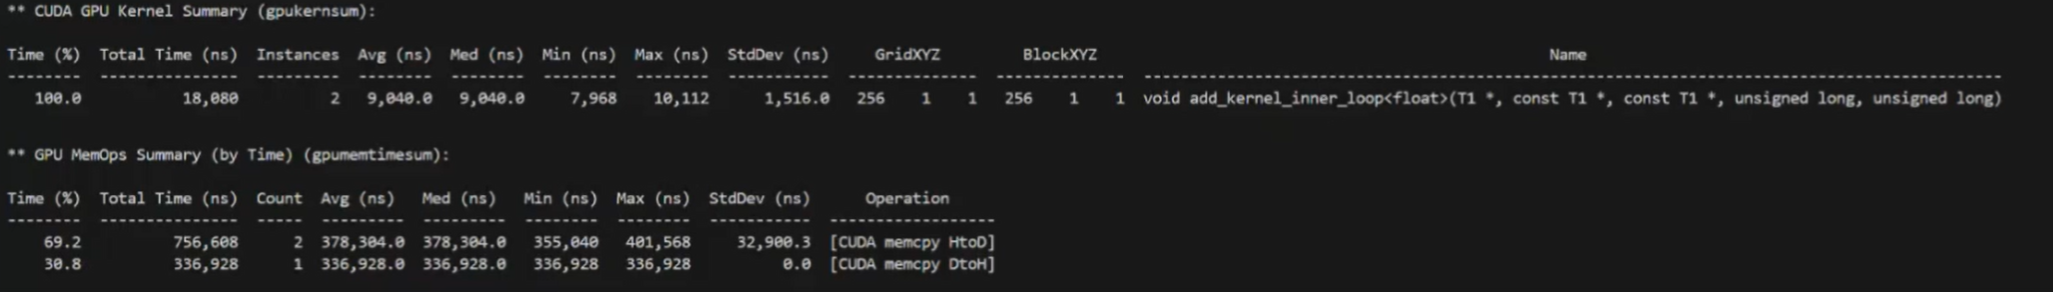 ** CUDA GPU Kernel Summary (gpukernsum):
Time (%) Total Time (ns) Instances Avg (ns) Med (ns) Min (ns) Max (ns) StdDev (ns) GridXYZ BlockXYZ Name
-------- --------------- --------- -------- -------- -------- -------- ----------- -------------- -------------- ----------------------------------------------------------------------------------------------
100.0 18,080 2 9,040.0 9,040.0 7,968 10,112 1,516.0 256 1 1 256 1 1 void add_kernel_inner_loop<float>(T1 *, const T1 *, const T1 *, unsigned long, unsigned long)
** GPU MemOps Summary (by Time) (gpumemtimesum):
Time (%) Total Time (ns) Count Avg (ns) Med (ns) Min (ns) Max (ns) StdDev (ns) Operation
-------- --------------- ----- --------- --------- -------- -------- ----------- ------------------
69.2 756,608 2 378,304.0 378,304.0 355,040 401,568 32,900.3 [CUDA memcpy HtoD]
30.8 336,928 1 336,928.0 336,928.0 336,928 336,928 0.0 [CUDA memcpy DtoH]